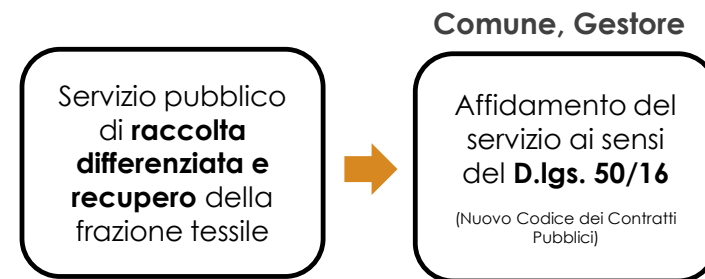 Comune, Gestore
Servizio pubblico
di raccolta
differenziata e
recupero della
frazione tessile
Affidamento del
servizio ai sensi
del D.lgs. 50/16
(Nuovo Codice dei Contratti
Pubblici)